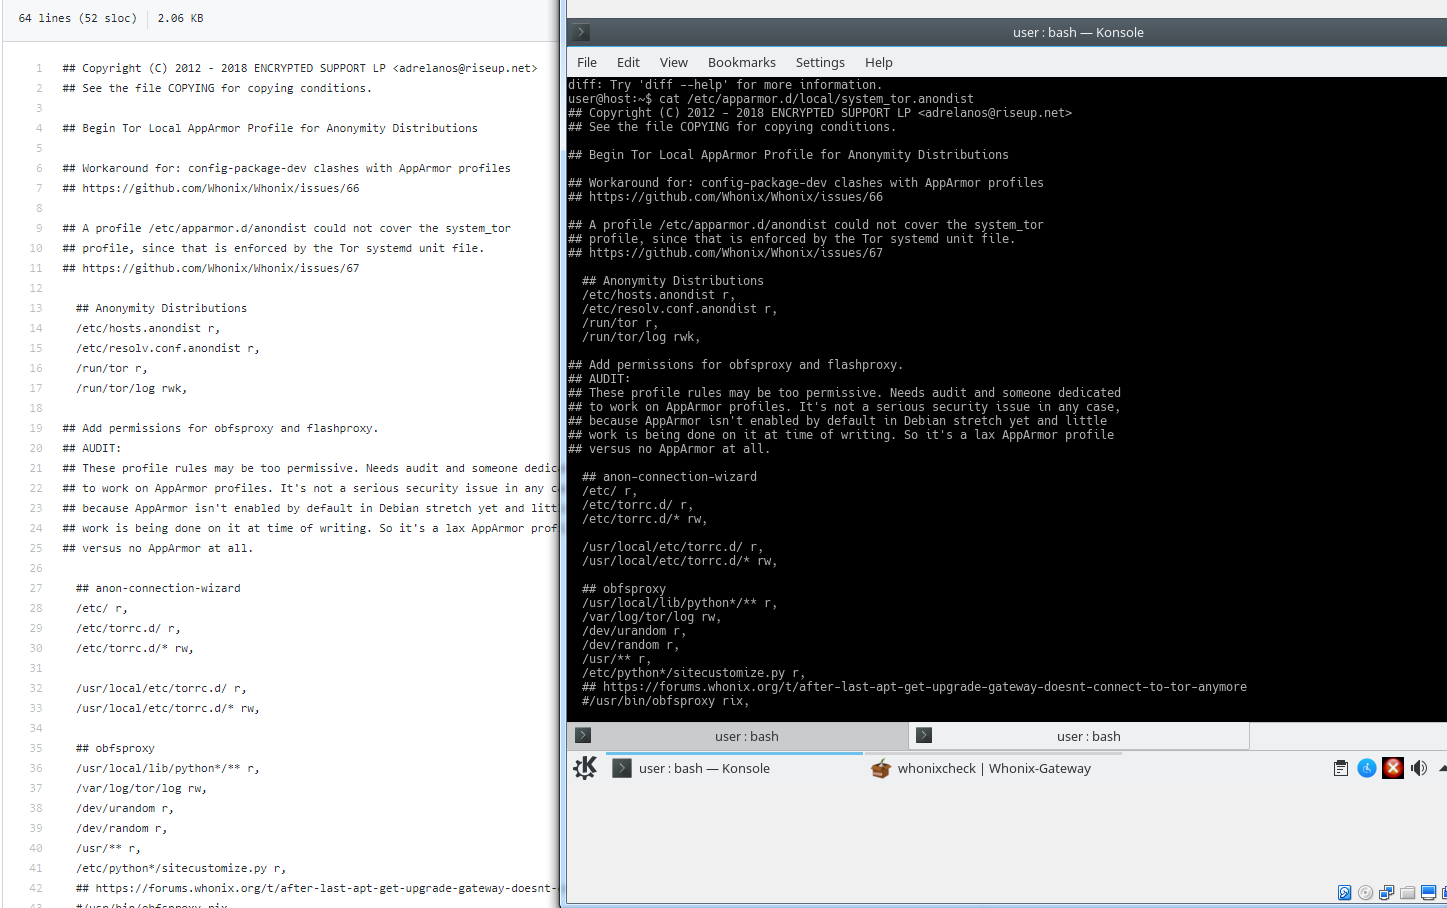 64 lines (52 sloc) 2.06 KB
1 ## Copyright (C) 2012 - 2018 ENCRYPTED SUPPORT LP <adrelanos@riseup.net>
2 ## See the file COPYING for copying conditions.
3
4 ## Begin Tor Local AppArmor Profile for Anonymity Distributions
5
6 ## Workaround for: config-package-dev clashes with AppArmor profiles
7 ## https://github.com/Whonix/Whonix/issues/66
8
9 ## A profile /etc/apparmor.d/anondist could not cover the system_tor
10 ## profile, since that is enforced by the Tor systemd unit file.
11 ## https://github.com/Whonix/Whonix/issues/67
12
13 ## Anonymity Distributions
14 /etc/hosts.anondist r,
15 /etc/resolv.conf.anondist r,
16 /run/tor r,
17 /run/tor/log rwk,
18
19 ## Add permissions for obfsproxy and flashproxy.
20 ## AUDIT:
21 ## These profile rules may be too permissive. Needs audit and someone dedic
22 ## to work on AppArmor profiles. It's not a serious security issue in any c
23 ## because AppArmor isn't enabled by default in Debian stretch yet and litt
24 ## work is being done on it at time of writing. So it's a lax AppArmor prof
25 ## versus no AppArmor at all.
26
27 ## anon-connection-wizard
28 /etc/ r,
29 /etc/torrc.d/ r,
30 /etc/torrc.d/* rw,
31
32 /usr/local/etc/torrc.d/ r,
33 /usr/local/etc/torrc.d/* rw,
34
35 ## obfsproxy
36 /usr/local/lib/python*/** r,
37 /var/log/tor/log rw,
38 /dev/urandom r,
39 /dev/random r,
40 /usr/** r,
41 /etc/python*/sitecustomize.py r,
42 ## https://forums.whonix.org/t/after-last-apt-get-upgrade-gateway-doesnt-
43 #/usr/bin/obfsproxy rix
user : bash — Konsole
File Edit View Bookmarks Settings Help
diff: Try 'diff --help' for more information.
user@host:~$ cat /etc/apparmor.d/local/system_tor.anondist
## Copyright (C) 2012 - 2018 ENCRYPTED SUPPORT LP <adrelanos@riseup.net>
## See the file COPYING for copying conditions.
## Begin Tor Local AppArmor Profile for Anonymity Distributions
## Workaround for: config-package-dev clashes with AppArmor profiles
## https://github.com/Whonix/Whonix/issues/66
## A profile /etc/apparmor.d/anondist could not cover the system_tor
## profile, since that is enforced by the Tor systemd unit file.
## https://github.com/Whonix/Whonix/issues/67
## Anonymity Distributions
/etc/hosts.anondist r,
/etc/resolv.conf.anondist r,
/run/tor r,
/run/tor/log rwk,
## Add permissions for obfsproxy and flashproxy.
## AUDIT:
## These profile rules may be too permissive. Needs audit and someone dedicated
## to work on AppArmor profiles. It's not a serious security issue in any case,
## because AppArmor isn't enabled by default in Debian stretch yet and little
## work is being done on it at time of writing. So it's a lax AppArmor profile
## versus no AppArmor at all.
## anon-connection-wizard
/etc/ r,
/etc/torrc.d/ r,
/etc/torrc.d/* rw,
/usr/local/etc/torrc.d/ r,
/usr/local/etc/torrc.d/* rw,
## obfsproxy
/usr/local/lib/python*/** r,
/var/log/tor/log rw,
/dev/urandom r,
/dev/random r,
/usr/** r,
/etc/python*/sitecustomize.py r,
## https://forums.whonix.org/t/after-last-apt-get-upgrade-gateway-doesnt-connect-to-tor-anymore
#/usr/bin/obfsproxy rix,
user : bash user : bash
user : bash — Konsole whonixcheck | Whonix-Gateway